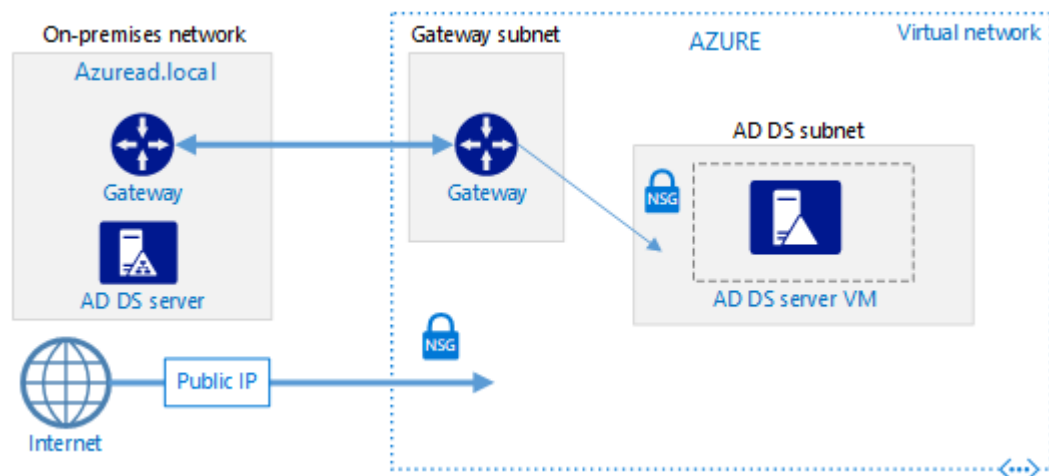 On-premises network
Azuread.local
Gateway
AD DS server
Gateway subnet
Gateway
AZURE
Virtual network
AD DS subnet
NSG
AD DS server VM
NSG
Public IP
Internet